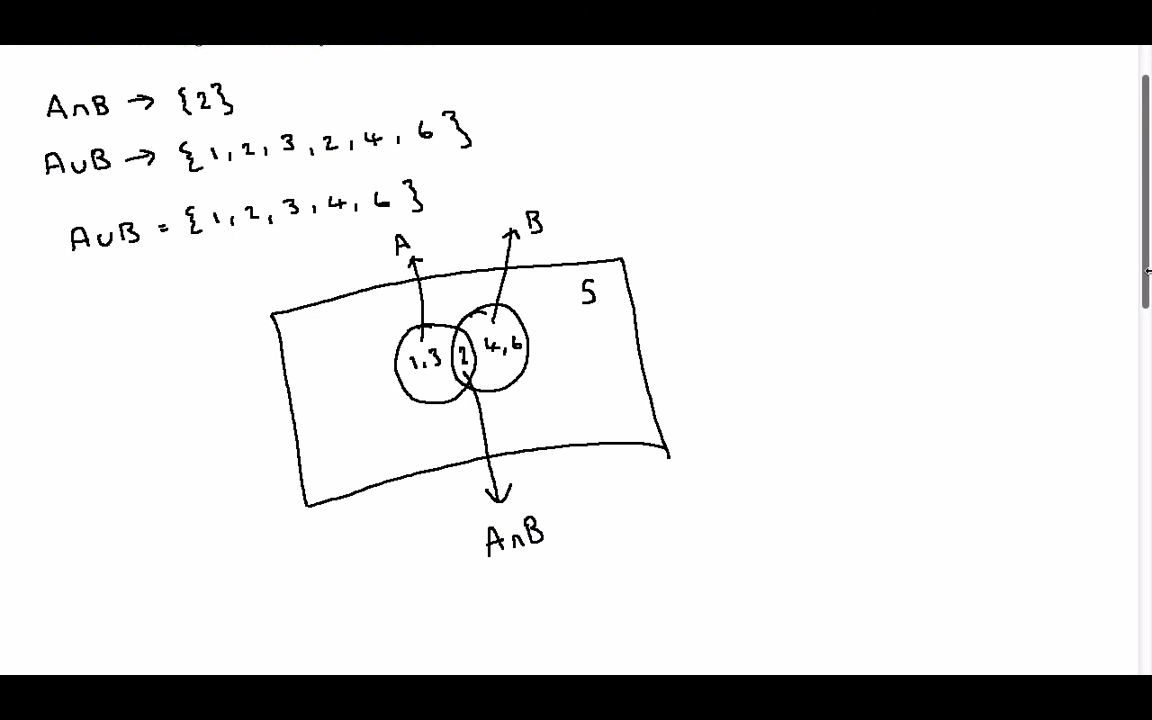 A∩B → {2}
A∪B → {1, 2, 3, 2, 4, 6}
A∪B = {1, 2, 3, 4, 6}
A
B
S
1,3
2
4,6
A∩B